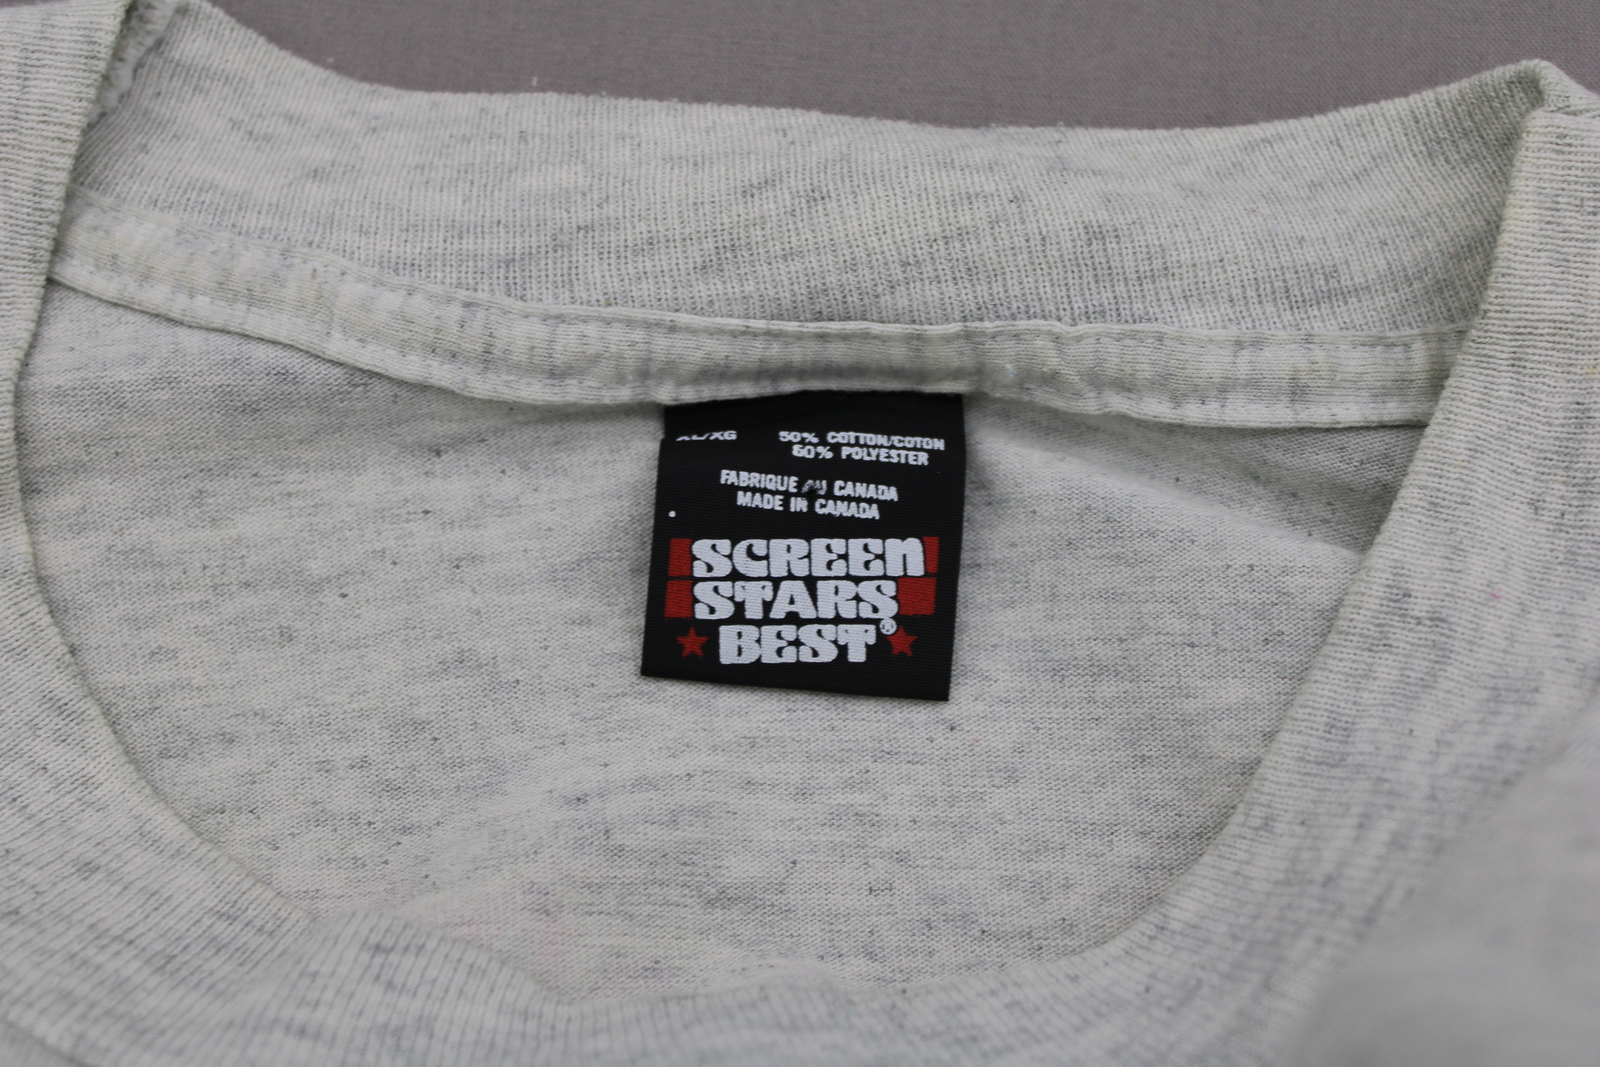 XL/XG 50% COTTON/COTON
50% POLYESTER
FABRIQUE AU CANADA
MADE IN CANADA
SCREEN
STARS
BEST®